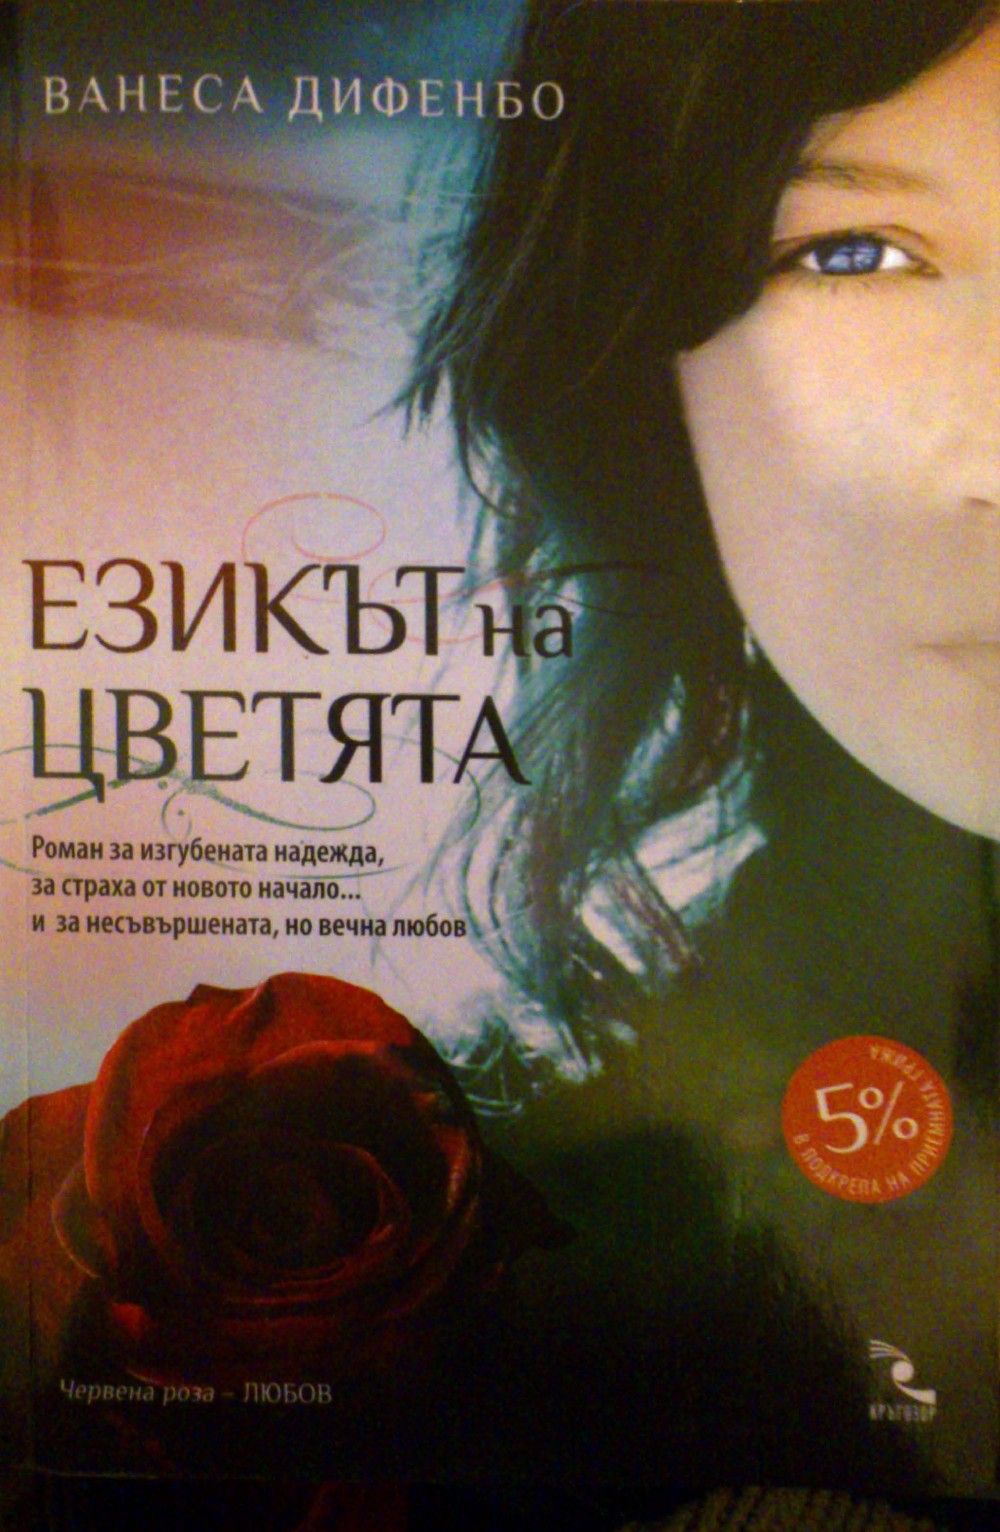 ВАНЕСА ДИФЕНБО
ЕЗИКЪТ на
ЦВЕТЯТА
Роман за изгубената надежда,
за страха от новото начало...
и за несъвършената, но вечна любов
5%
В ПОДКРЕПА НА ПРИЕМНАТА ГРИЖА
Червена роза – ЛЮБОВ
КРЪГОЗОР